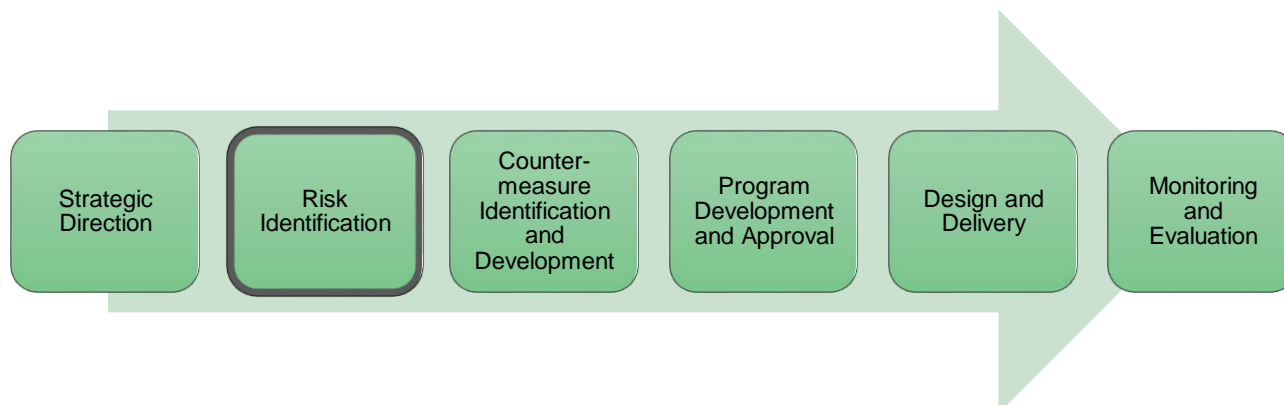 Strategic
Direction
Risk
Identification
Counter-
measure
Identification
and
Development
Program
Development
and Approval
Design and
Delivery
Monitoring
and
Evaluation